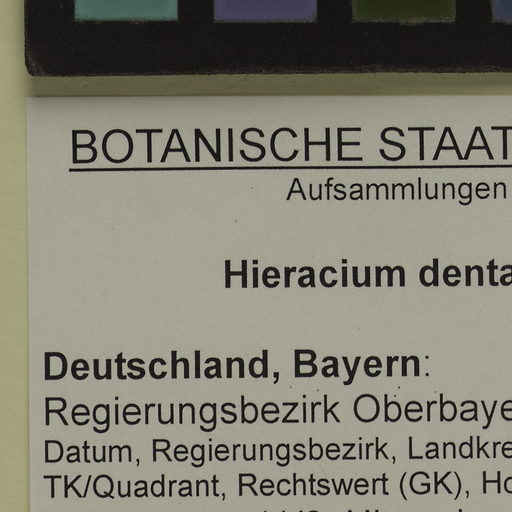 BOTANISCHE STAAT
Aufsammlungen
Hieracium denta
Deutschland, Bayern:
Regierungsbezirk Oberbaye
Datum, Regierungsbezirk, Landkre
TK/Quadrant, Rechtswert (GK), Ho